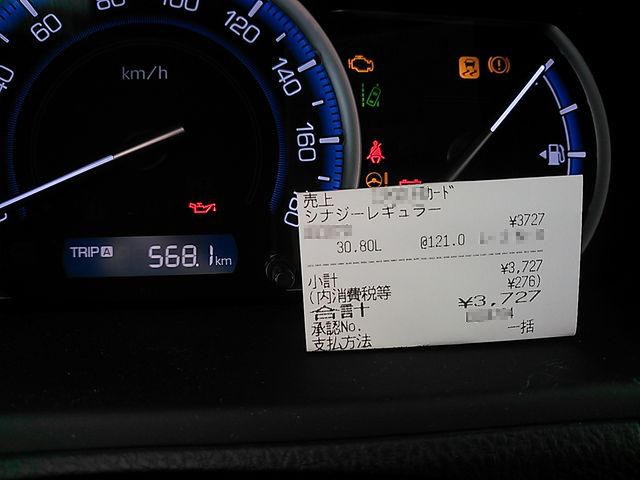 60
80
100
120
140
160
km/h
TRIP A 568.1 km
売上 カード
シナジーレギュラー
¥3727
30.80L @121.0
小計 ¥3,727
(内消費税等 ¥276)
合計 ¥3,727
承認No.
支払方法 一括